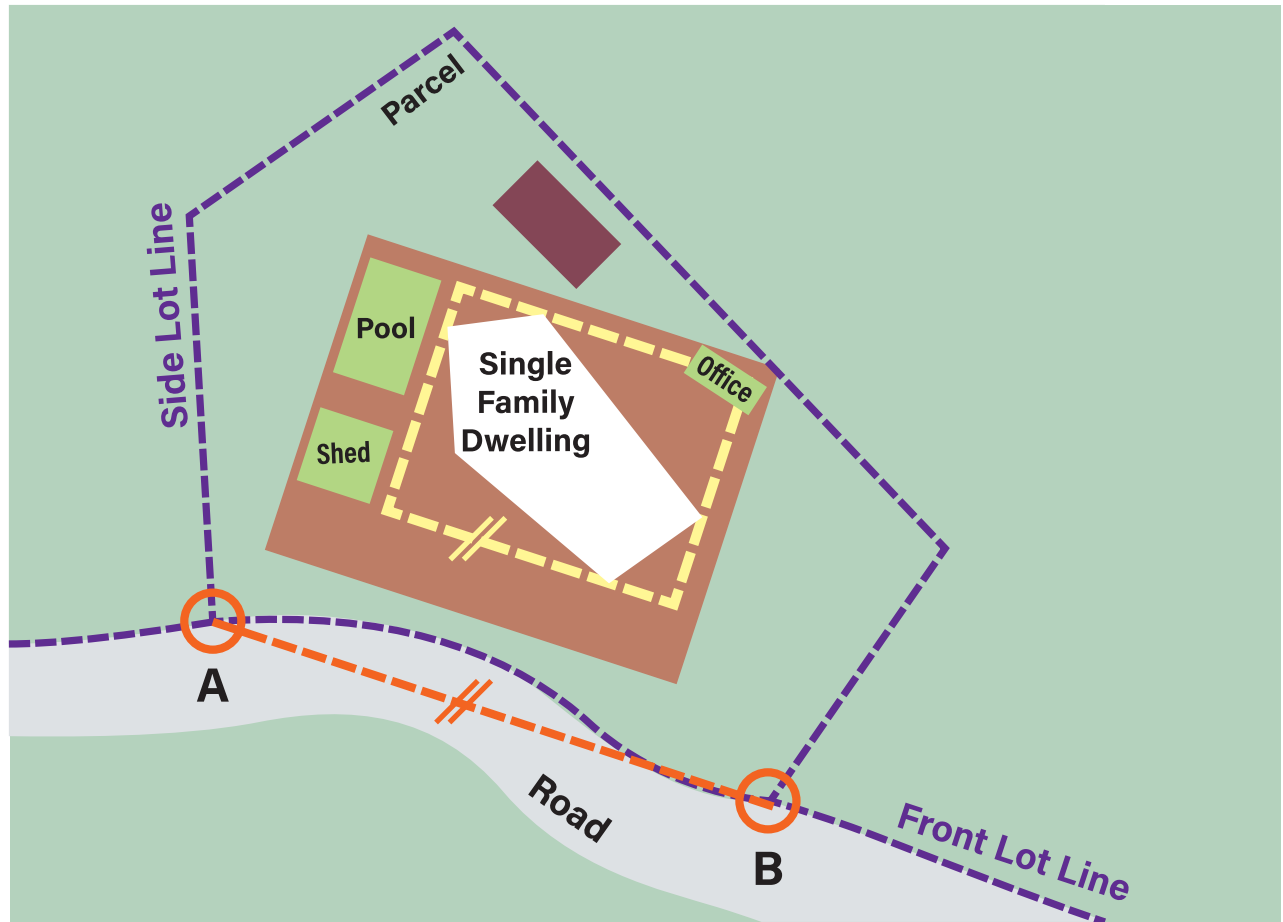 Parcel
Side Lot Line
Pool
Single
Family
Dwelling
Office
Shed
A
Road
B
Front Lot Line